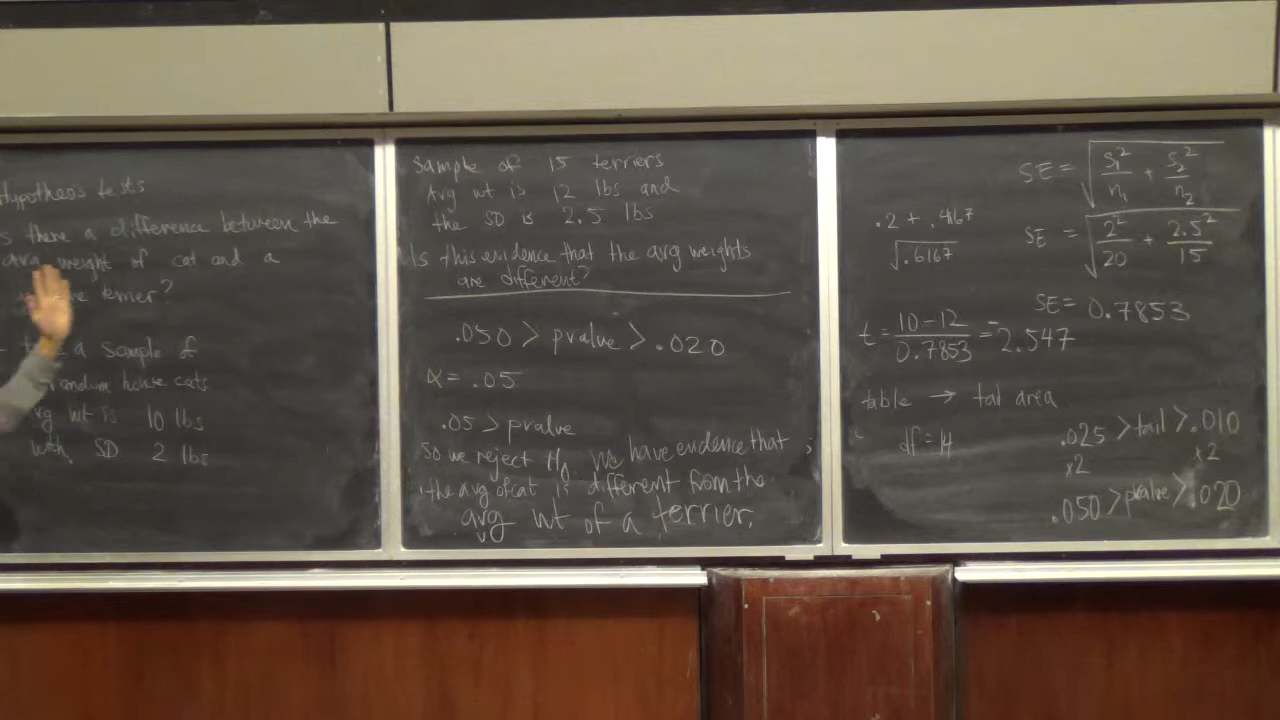 Hypotheos tests
s there a difference between the
avg weight of cat and a
terrier?
a sample of
random house cats
avg wt is 10 lbs
with SD 2 lbs
Sample of 15 terriers
Avg wt is 12 lbs and
the SD is 2.5 lbs
Is this evidence that the avg weights
are different?
.050 > pvalue > .020
α = .05
.05 > pvalue
So we reject H₀. We have evidence that
the avg of cat is different from the
avg wt of a terrier.
SE = √(S₁²/n₁ + S₂²/n₂)
.2 + .4167
√.6167
SE = √(2²/20 + 2.5²/15)
SE = 0.7853
t = (10-12)/0.7853 = -2.547
table → tail area
df = 14
.025 > tail > .010
x2 x2
.050 > pvalue > .020